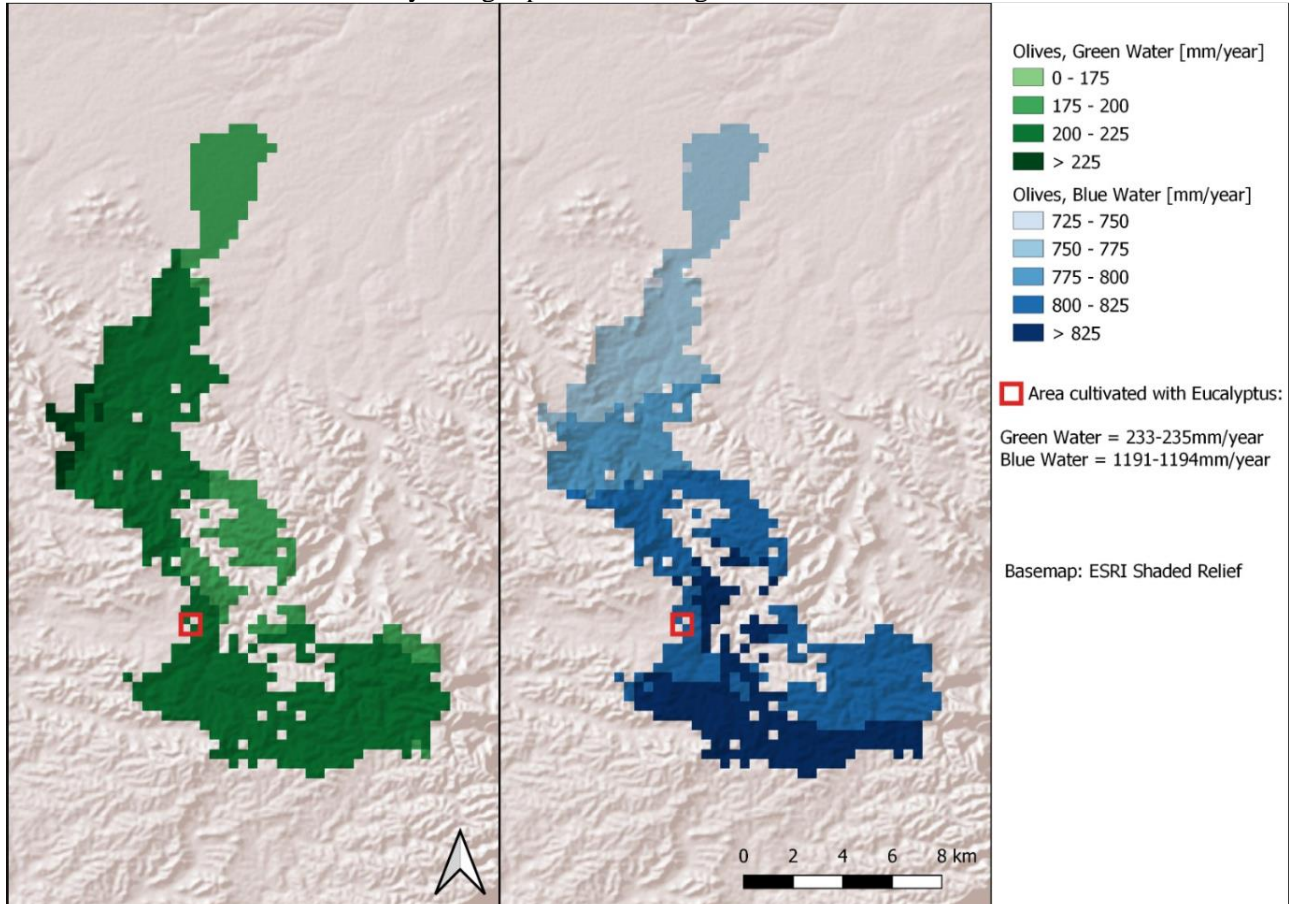 Olives, Green Water [mm/year]
0 - 175
175 - 200
200 - 225
> 225
Olives, Blue Water [mm/year]
725 - 750
750 - 775
775 - 800
800 - 825
> 825
Area cultivated with Eucalyptus:
Green Water = 233-235mm/year
Blue Water = 1191-1194mm/year
Basemap: ESRI Shaded Relief
0 2 4 6 8 km